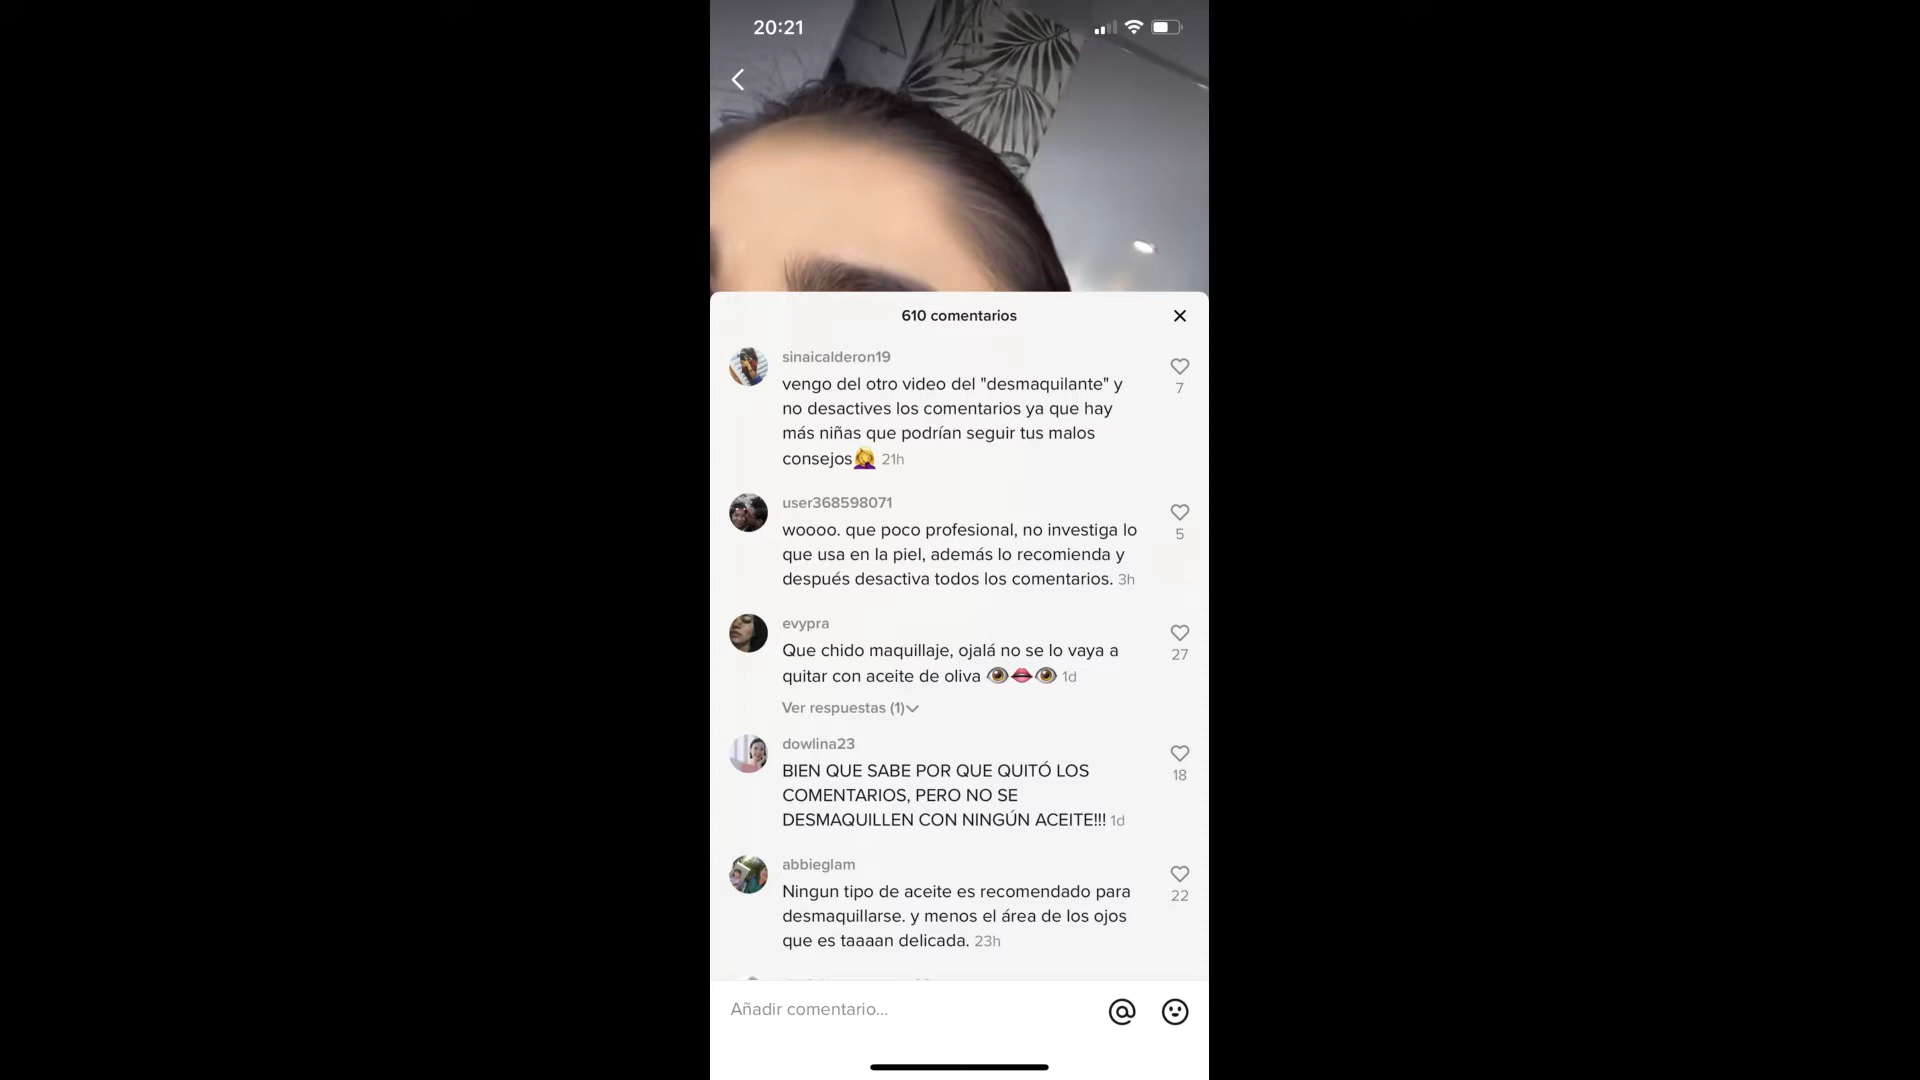 20:21
610 comentarios
sinaicalderon19
vengo del otro video del "desmaquilante" y
no desactives los comentarios ya que hay
más niñas que podrían seguir tus malos
consejos🤦‍♀️ 21h
7
user368598071
woooo. que poco profesional, no investiga lo
que usa en la piel, además lo recomienda y
después desactiva todos los comentarios. 3h
5
evypra
Que chido maquillaje, ojalá no se lo vaya a
quitar con aceite de oliva 👁️👄👁️ 1d
27
Ver respuestas (1)
dowlina23
BIEN QUE SABE POR QUE QUITÓ LOS
COMENTARIOS, PERO NO SE
DESMAQUILLEN CON NINGÚN ACEITE!!! 1d
18
abbieglam
Ningun tipo de aceite es recomendado para
desmaquillarse. y menos el área de los ojos
que es taaaan delicada. 23h
22
Añadir comentario...